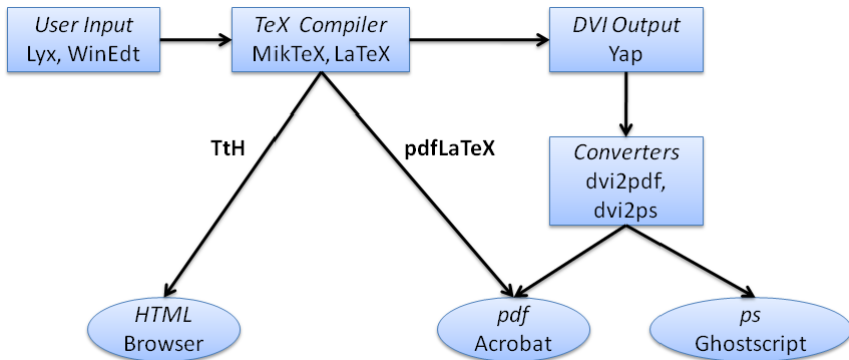 User Input
Lyx, WinEdt
TeX Compiler
MikTeX, LaTeX
DVI Output
Yap
TtH
pdfLaTeX
Converters
dvi2pdf,
dvi2ps
HTML
Browser
pdf
Acrobat
ps
Ghostscript